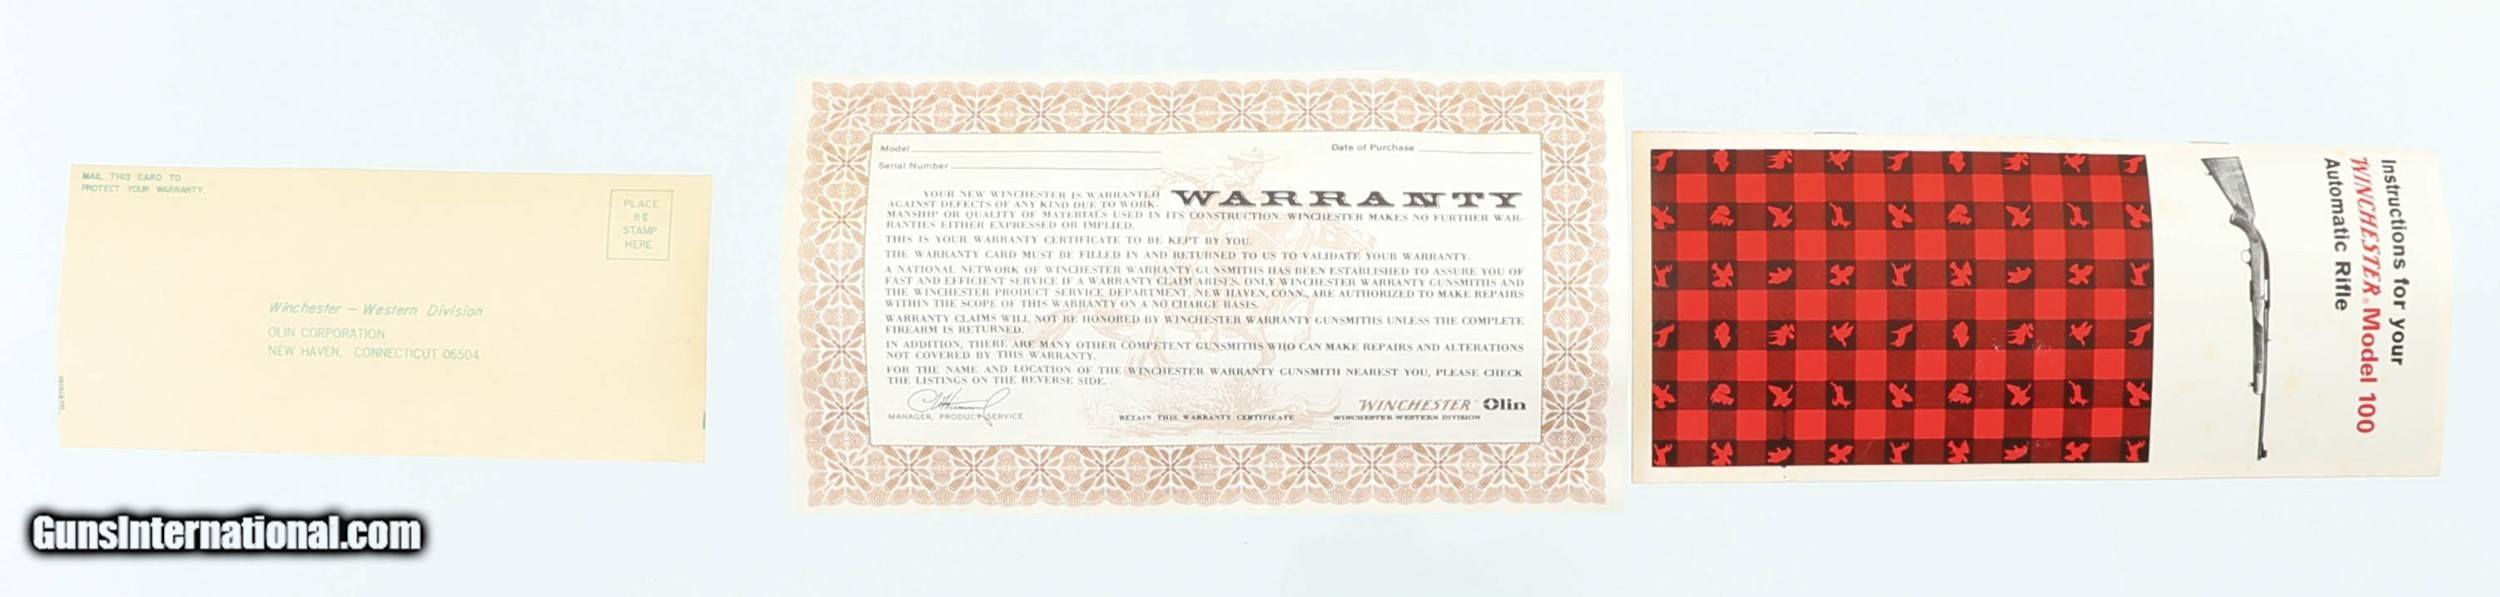 MAIL THIS CARD TO
PROTECT YOUR WARRANTY.
PLACE
8¢
STAMP
HERE
Winchester — Western Division
OLIN CORPORATION
NEW HAVEN, CONNECTICUT 06504
Model
Date of Purchase
Serial Number
WARRANTY
YOUR NEW WINCHESTER IS WARRANTED
AGAINST DEFECTS OF ANY KIND DUE TO WORK-
MANSHIP OR QUALITY OF MATERIALS USED IN ITS CONSTRUCTION. WINCHESTER MAKES NO FURTHER WAR-
RANTIES EITHER EXPRESSED OR IMPLIED.
THIS IS YOUR WARRANTY CERTIFICATE TO BE KEPT BY YOU.
THE WARRANTY CARD MUST BE FILLED IN AND RETURNED TO US TO VALIDATE YOUR WARRANTY.
A NATIONAL NETWORK OF WINCHESTER WARRANTY GUNSMITHS HAS BEEN ESTABLISHED TO ASSURE YOU OF
FAST AND EFFICIENT SERVICE IF A WARRANTY CLAIM ARISES. ONLY WINCHESTER WARRANTY GUNSMITHS AND
THE WINCHESTER PRODUCT SERVICE DEPARTMENT, NEW HAVEN, CONN., ARE AUTHORIZED TO MAKE REPAIRS
WITHIN THE SCOPE OF THIS WARRANTY ON A NO CHARGE BASIS.
WARRANTY CLAIMS WILL NOT BE HONORED BY WINCHESTER WARRANTY GUNSMITHS UNLESS THE COMPLETE
FIREARM IS RETURNED.
IN ADDITION, THERE ARE MANY OTHER COMPETENT GUNSMITHS WHO CAN MAKE REPAIRS AND ALTERATIONS
NOT COVERED BY THIS WARRANTY.
FOR THE NAME AND LOCATION OF THE WINCHESTER WARRANTY GUNSMITH NEAREST YOU, PLEASE CHECK
THE LISTINGS ON THE REVERSE SIDE.
MANAGER, PRODUCT SERVICE
RETAIN THIS WARRANTY CERTIFICATE
WINCHESTER® Olin
WINCHESTER-WESTERN DIVISION
Instructions for your
WINCHESTER® Model 100
Automatic Rifle
GunsInternational.com